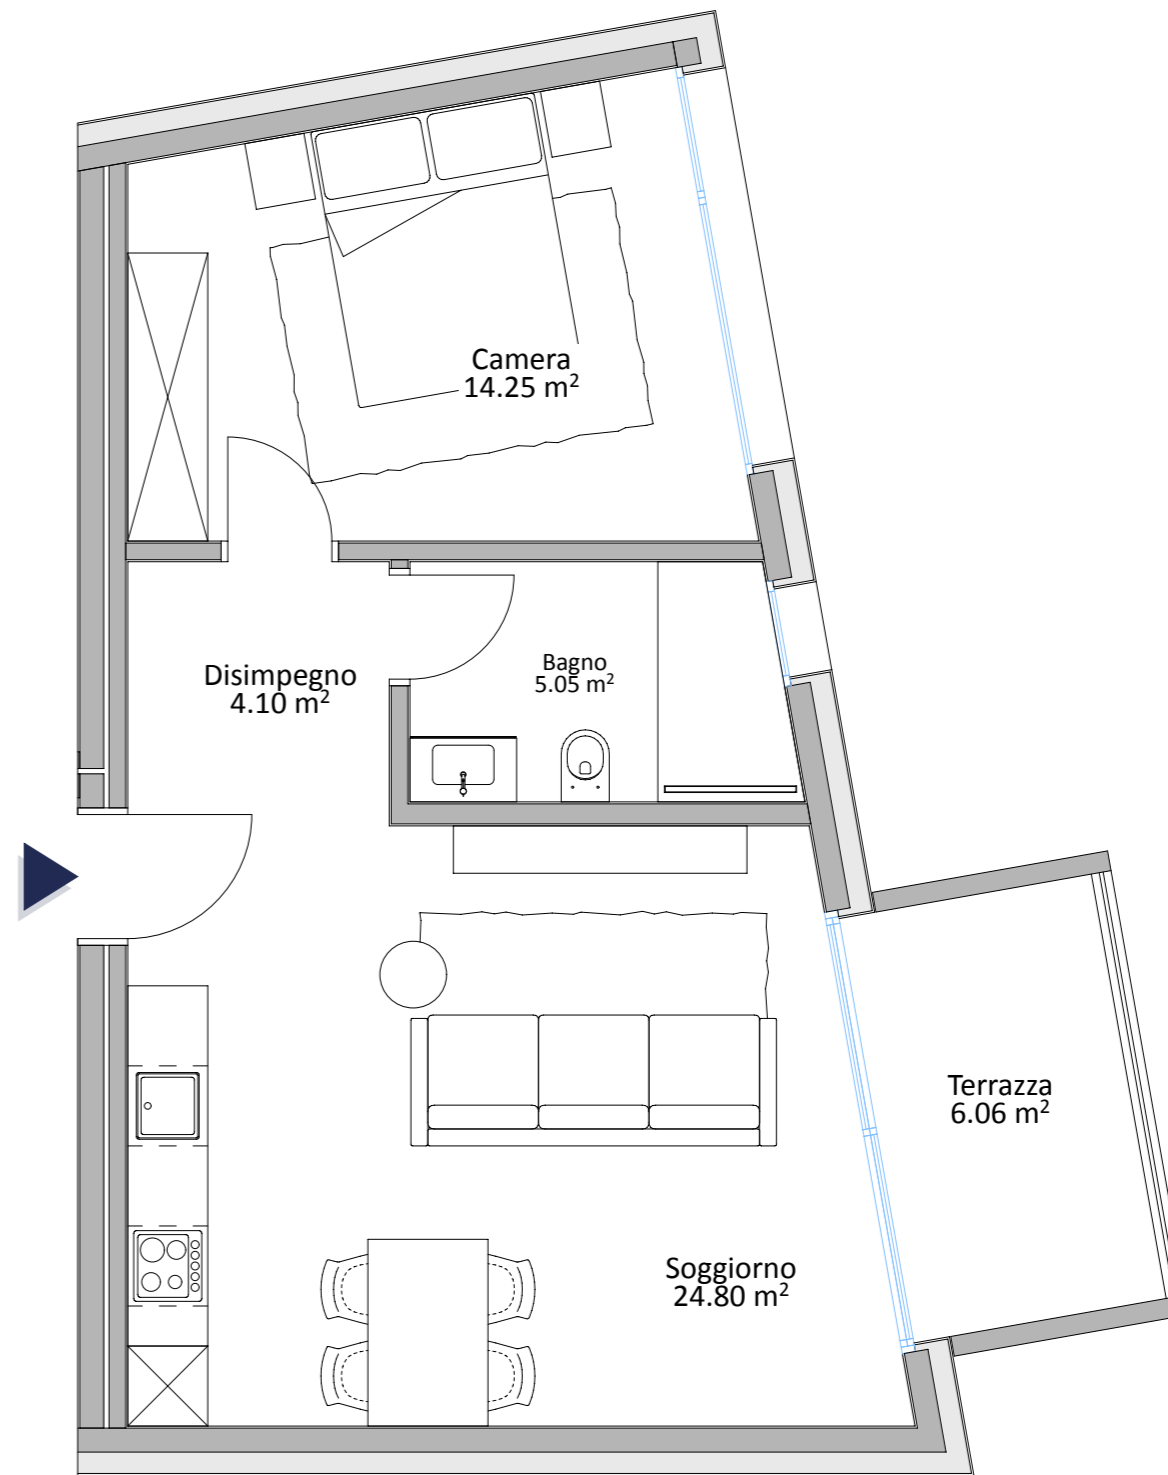 Camera
14.25 m²
Disimpegno
4.10 m²
Bagno
5.05 m²
Terrazza
6.06 m²
Soggiorno
24.80 m²